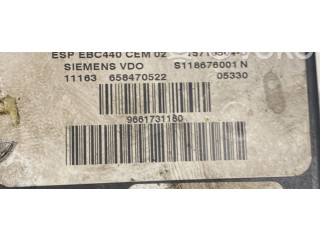 ESP EBC440 CEM 02
SIEMENS VDO S118676001 N
11163 658470522 05330
9661731180